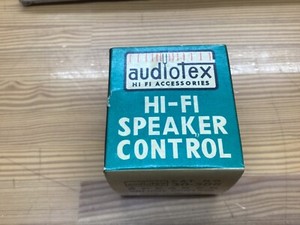 audiotex
HI FI ACCESSORIES
HI-FI
SPEAKER
CONTROL